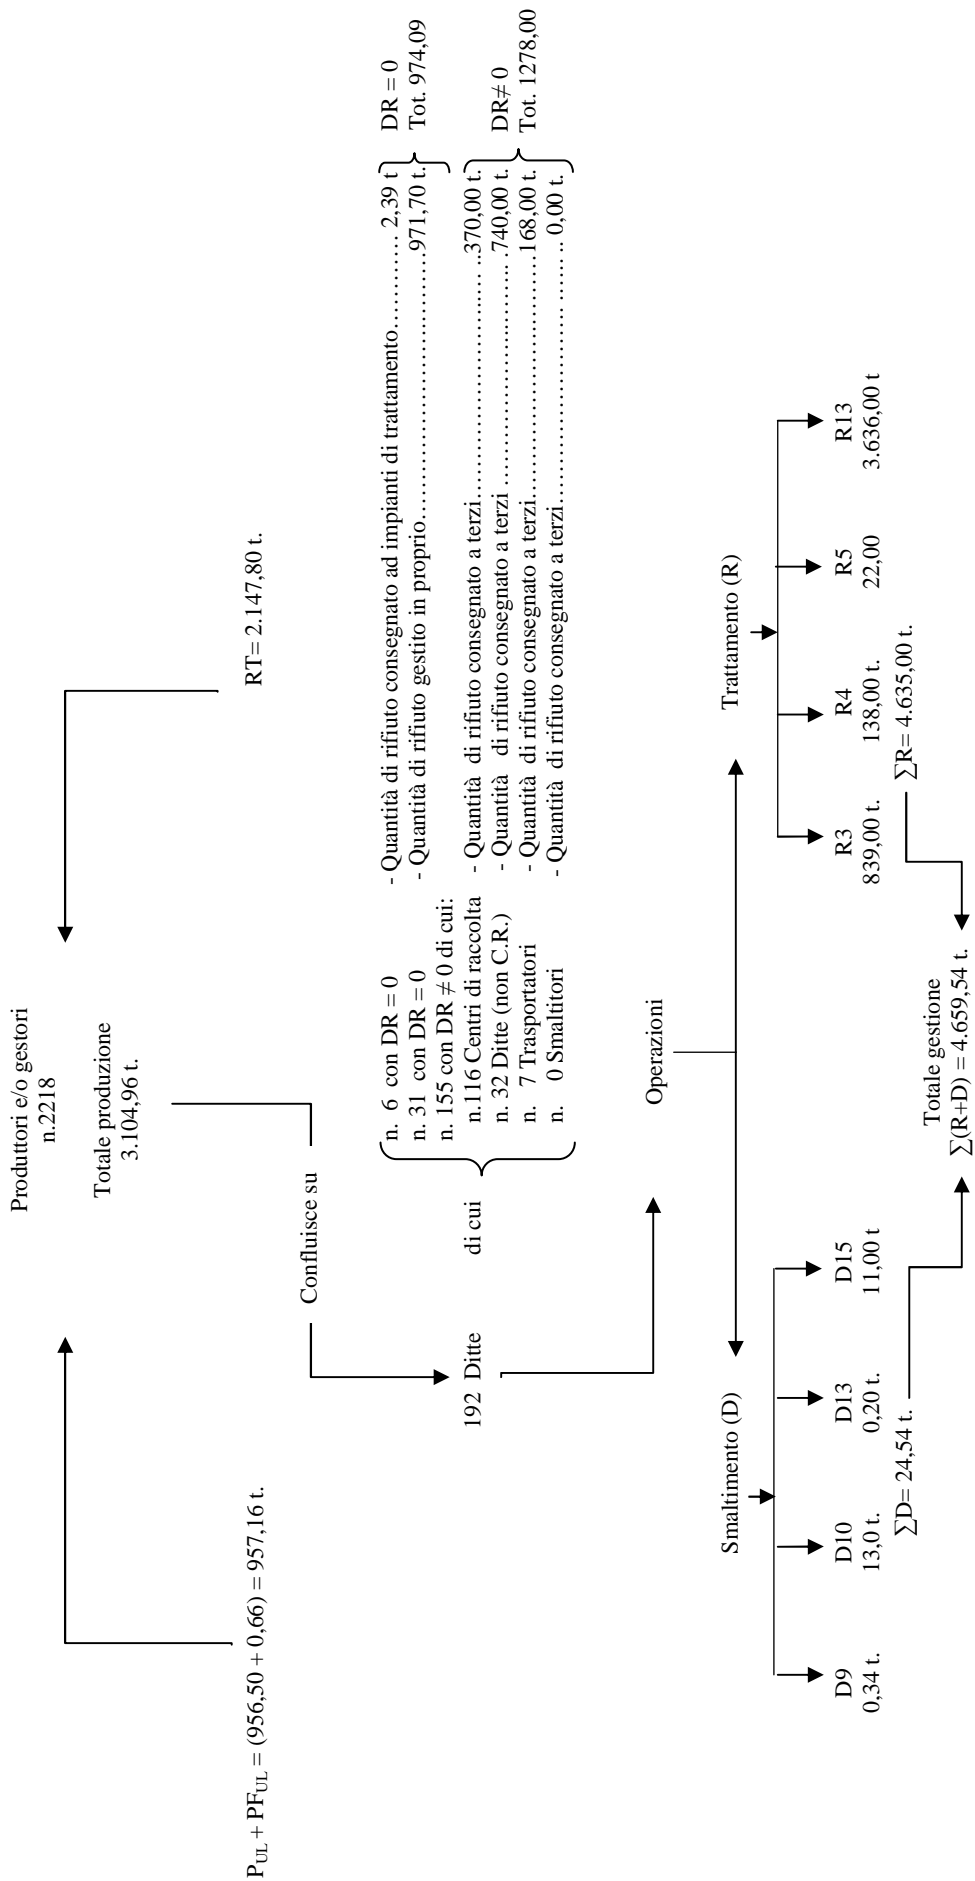 Produttori e/o gestori
n.2218
Totale produzione
3.104,96 t.
P_UL + PF_UL = (956,50 + 0,66) = 957,16 t.
RT= 2.147,80 t.
Confluisce su
192 Ditte
di cui
n. 6 con DR = 0
n. 31 con DR = 0
n. 155 con DR ≠ 0 di cui:
n.116 Centri di raccolta
n. 32 Ditte (non C.R.)
n. 7 Trasportatori
n. 0 Smaltitori
- Quantità di rifiuto consegnato ad impianti di trattamento………. 2,39 t
- Quantità di rifiuto gestito in proprio…………………………………971,70 t.
- Quantità di rifiuto consegnato a terzi…………………………..370,00 t.
- Quantità di rifiuto consegnato a terzi …………………………..740,00 t.
- Quantità di rifiuto consegnato a terzi…………………………….168,00 t.
- Quantità di rifiuto consegnato a terzi……………………………. 0,00 t.
DR = 0
Tot. 974,09
DR≠ 0
Tot. 1278,00
Operazioni
Smaltimento (D)
Trattamento (R)
D9
0,34 t.
D10
13,0 t.
D13
0,20 t.
D15
11,00 t
R3
839,00 t.
R4
138,00 t.
R5
22,00
R13
3.636,00 t
∑D= 24,54 t.
∑R= 4.635,00 t.
Totale gestione
∑(R+D) = 4.659,54 t.